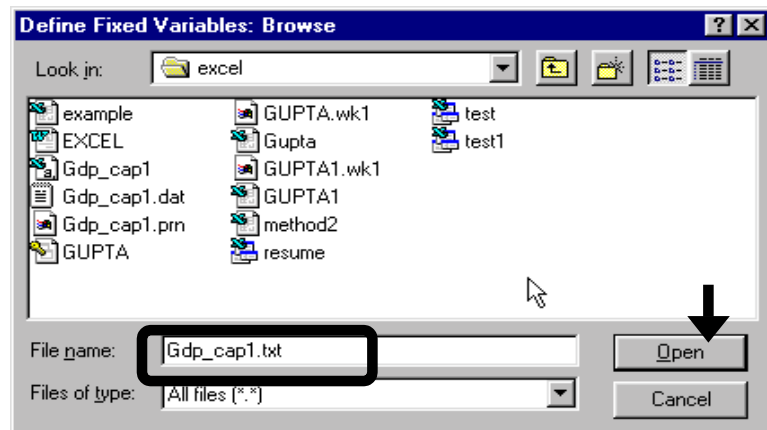 Define Fixed Variables: Browse
Look in: excel
example GUPTA.wk1 test
EXCEL Gupta test1
Gdp_cap1 GUPTA1.wk1
Gdp_cap1.dat GUPTA1
Gdp_cap1.prn method2
GUPTA resume
File name: Gdp_cap1.txt Open
Files of type: All files (*.*) Cancel